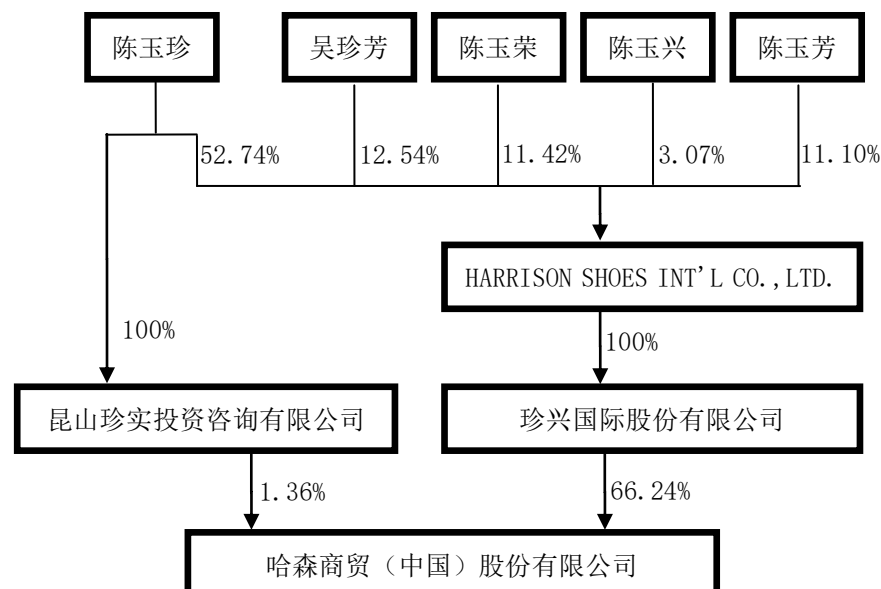 陈玉珍
吴珍芳
陈玉荣
陈玉兴
陈玉芳
52.74%
12.54%
11.42%
3.07%
11.10%
HARRISON SHOES INT'L CO.,LTD.
100%
100%
昆山珍实投资咨询有限公司
珍兴国际股份有限公司
1.36%
66.24%
哈森商贸（中国）股份有限公司